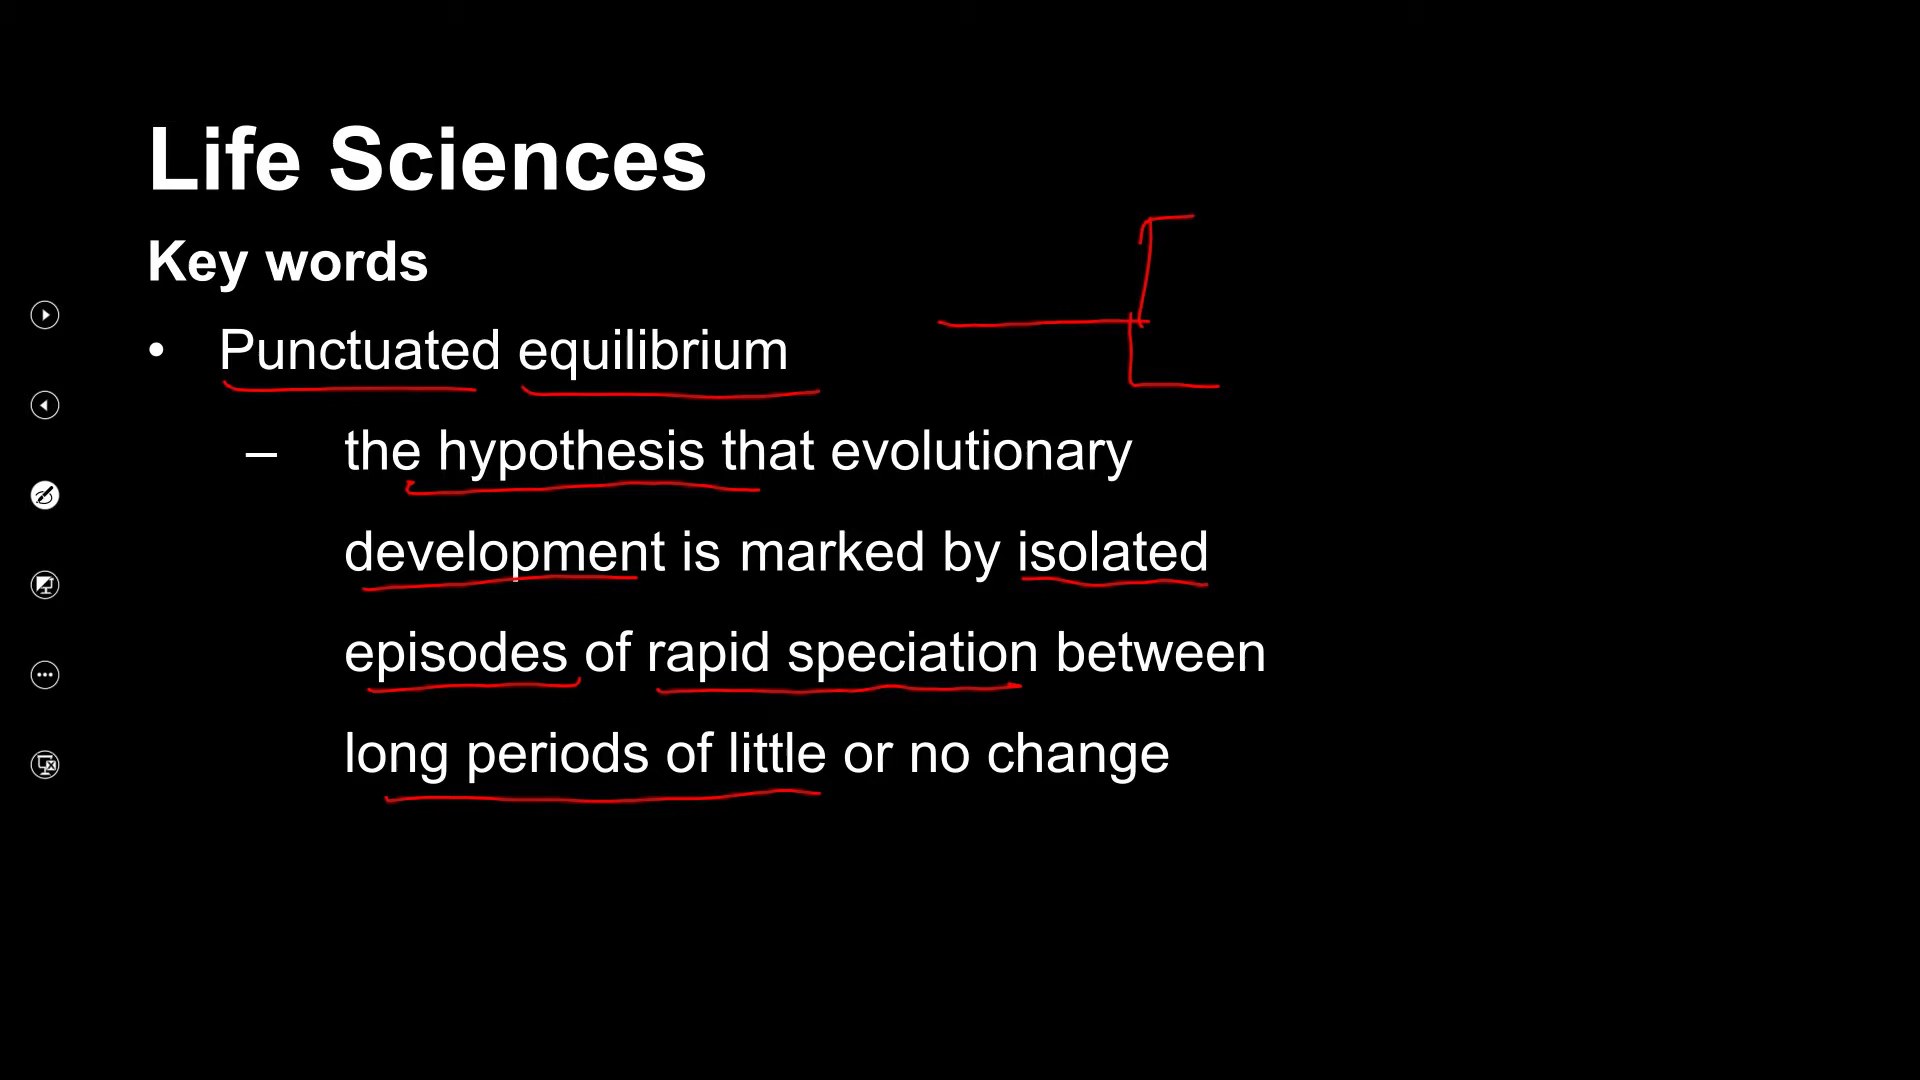 Life Sciences
Key words
• Punctuated equilibrium
– the hypothesis that evolutionary
development is marked by isolated
episodes of rapid speciation between
long periods of little or no change